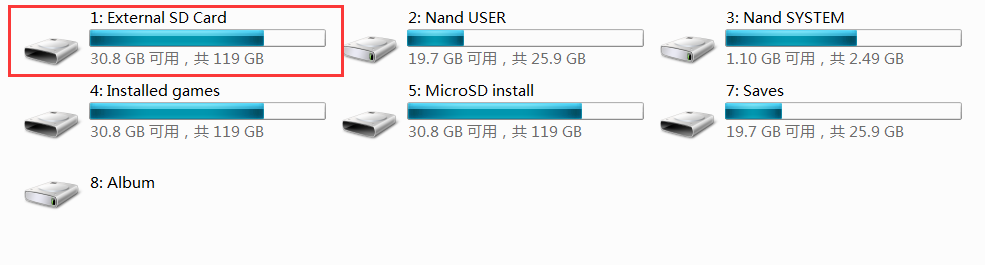 1: External SD Card
30.8 GB 可用，共 119 GB
2: Nand USER
19.7 GB 可用，共 25.9 GB
3: Nand SYSTEM
1.10 GB 可用，共 2.49 GB
4: Installed games
30.8 GB 可用，共 119 GB
5: MicroSD install
30.8 GB 可用，共 119 GB
7: Saves
19.7 GB 可用，共 25.9 GB
8: Album